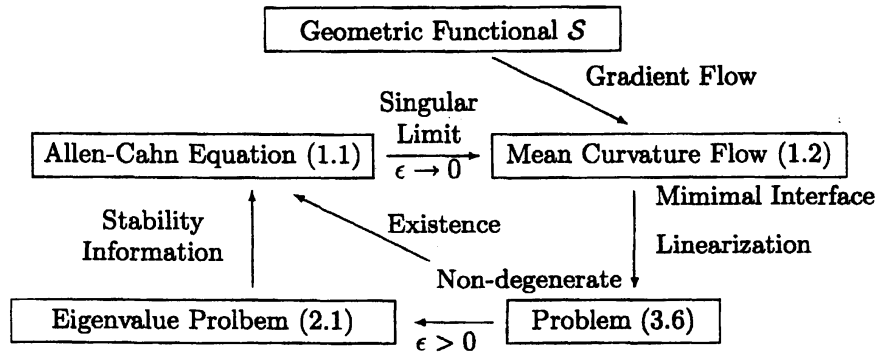 Geometric Functional S
Gradient Flow
Singular
Limit
Allen-Cahn Equation (1.1)
ϵ → 0
Mean Curvature Flow (1.2)
Mimimal Interface
Stability
Information
Existence
Linearization
Non-degenerate
Eigenvalue Prolbem (2.1)
ϵ > 0
Problem (3.6)